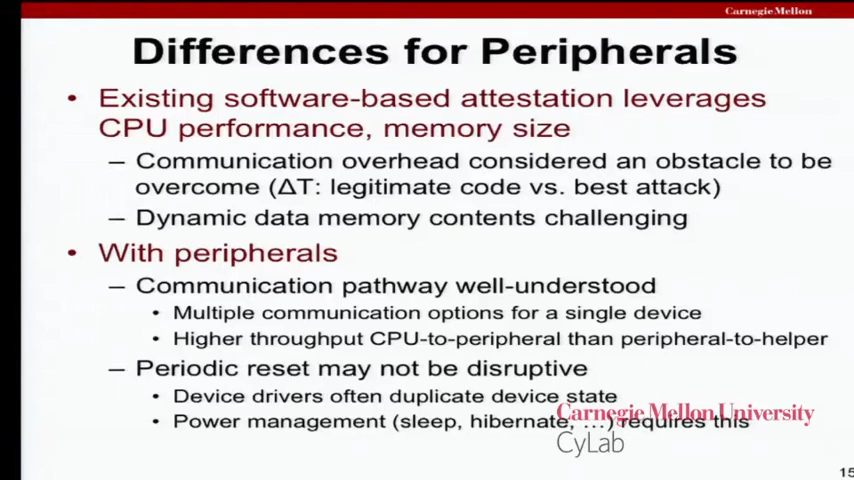 Carnegie Mellon
Differences for Peripherals
• Existing software-based attestation leverages
CPU performance, memory size
– Communication overhead considered an obstacle to be
overcome (ΔT: legitimate code vs. best attack)
– Dynamic data memory contents challenging
• With peripherals
– Communication pathway well-understood
• Multiple communication options for a single device
• Higher throughput CPU-to-peripheral than peripheral-to-helper
– Periodic reset may not be disruptive
• Device drivers often duplicate device state
• Power management (sleep, hibernate, …) requires this
Carnegie Mellon University
CyLab
15